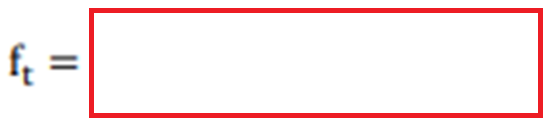 fₜ =